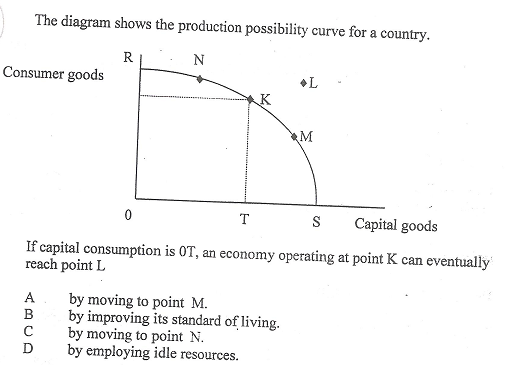 The diagram shows the production possibility curve for a country.
R
N
Consumer goods
L
K
M
0
T
S
Capital goods
If capital consumption is 0T, an economy operating at point K can eventually
reach point L
A by moving to point M.
B by improving its standard of living.
C by moving to point N.
D by employing idle resources.